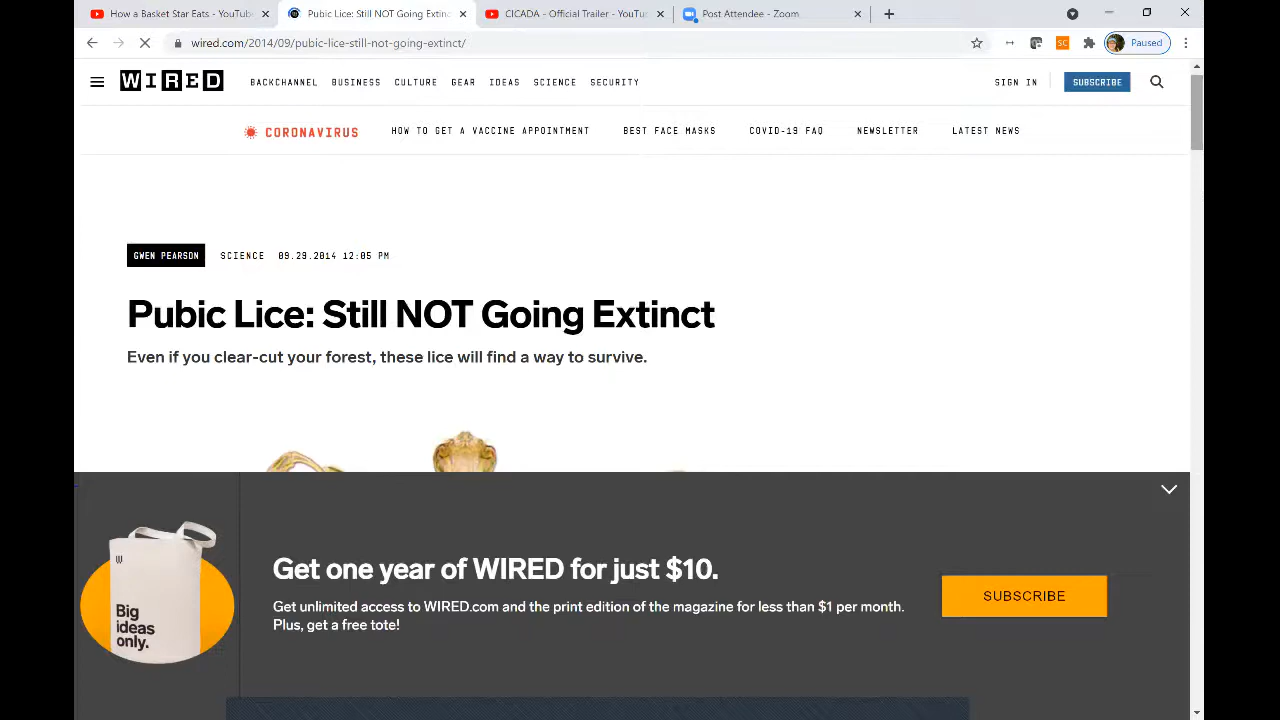 How a Basket Star Eats - YouTub
Pubic Lice: Still NOT Going Extinc
CICADA - Official Trailer - YouTu
Post Attendee - Zoom
wired.com/2014/09/pubic-lice-still-not-going-extinct/
SC
Paused
WIRED
BACKCHANNEL BUSINESS CULTURE GEAR IDEAS SCIENCE SECURITY
SIGN IN
SUBSCRIBE
CORONAVIRUS
HOW TO GET A VACCINE APPOINTMENT BEST FACE MASKS COVID-19 FAQ NEWSLETTER LATEST NEWS
GWEN PEARSON SCIENCE 09.29.2014 12:05 PM
Pubic Lice: Still NOT Going Extinct
Even if you clear-cut your forest, these lice will find a way to survive.
W
Big
ideas
only.
Get one year of WIRED for just $10.
Get unlimited access to WIRED.com and the print edition of the magazine for less than $1 per month.
Plus, get a free tote!
SUBSCRIBE